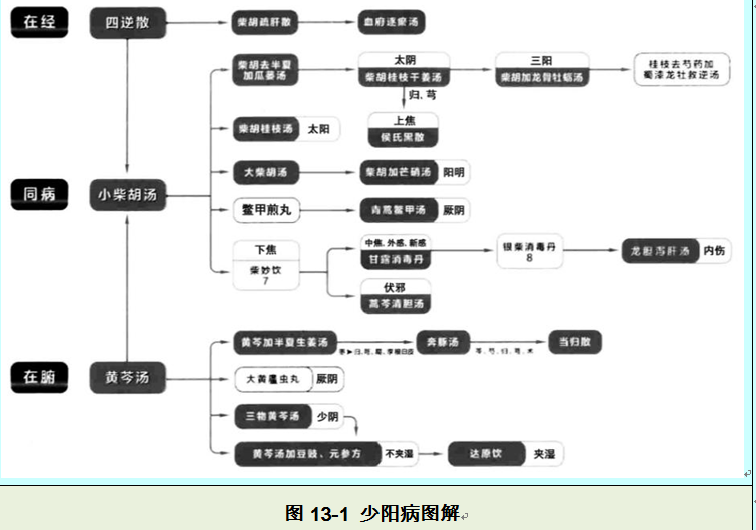 在经
四逆散
柴胡疏肝散
血府逐瘀汤
柴胡去半夏
加瓜蒌汤
太阴
柴胡桂枝干姜汤
三阳
柴胡加龙骨牡蛎汤
桂枝去芍药加
蜀漆龙牡救逆汤
归、芎
上焦
侯氏黑散
柴胡桂枝汤 太阳
大柴胡汤
柴胡加芒硝汤 阳明
同病
小柴胡汤
鳖甲煎丸
青蒿鳖甲汤 厥阴
下焦
柴妙饮
7
中焦、外感、新感
甘露消毒丹
银柴消毒丹
8
龙胆泻肝汤 内伤
伏邪
蒿芩清胆汤
在腑
黄芩汤
黄芩加半夏生姜汤
奔豚汤
当归散
芩、芍、归、芎、术
大黄䗪虫丸 厥阴
三物黄芩汤 少阴
黄芩汤加豆豉、元参方 不夹湿
达原饮 夹湿
图 13-1 少阳病图解